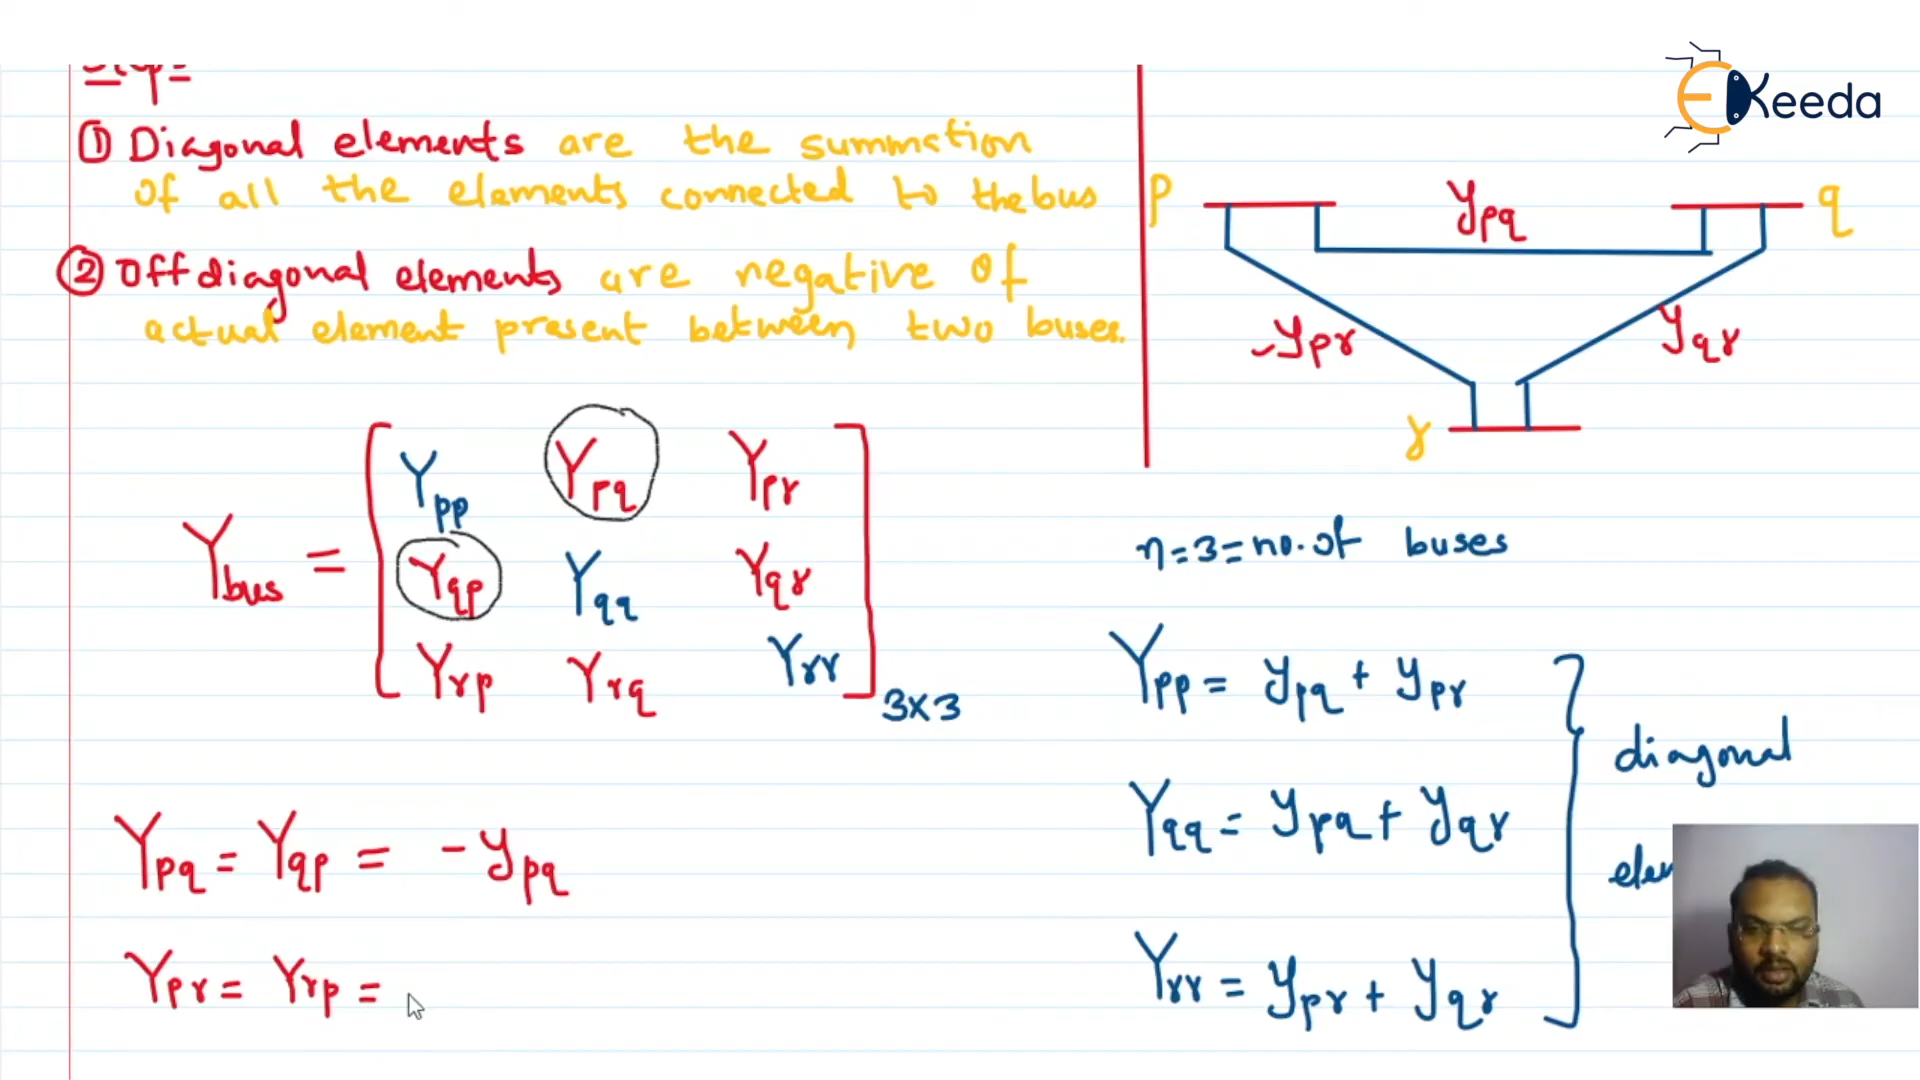 Step=
EKeeda
① Diagonal elements are the summation
of all the elements connected to the bus
② Off diagonal elements are negative of
actual element present between two buses.
p
ypq
q
-ypr
yqr
r
Ybus = [ Ypp Ypq Ypr
Yqp Yqq Yqr
Yrp Yrq Yrr ] 3x3
n=3=no. of buses
Ypp = ypq + ypr
Yqq = ypq + yqr
Yrr = ypr + yqr
diagonal
Ypq = Yqp = -ypq
Ypr = Yrp =